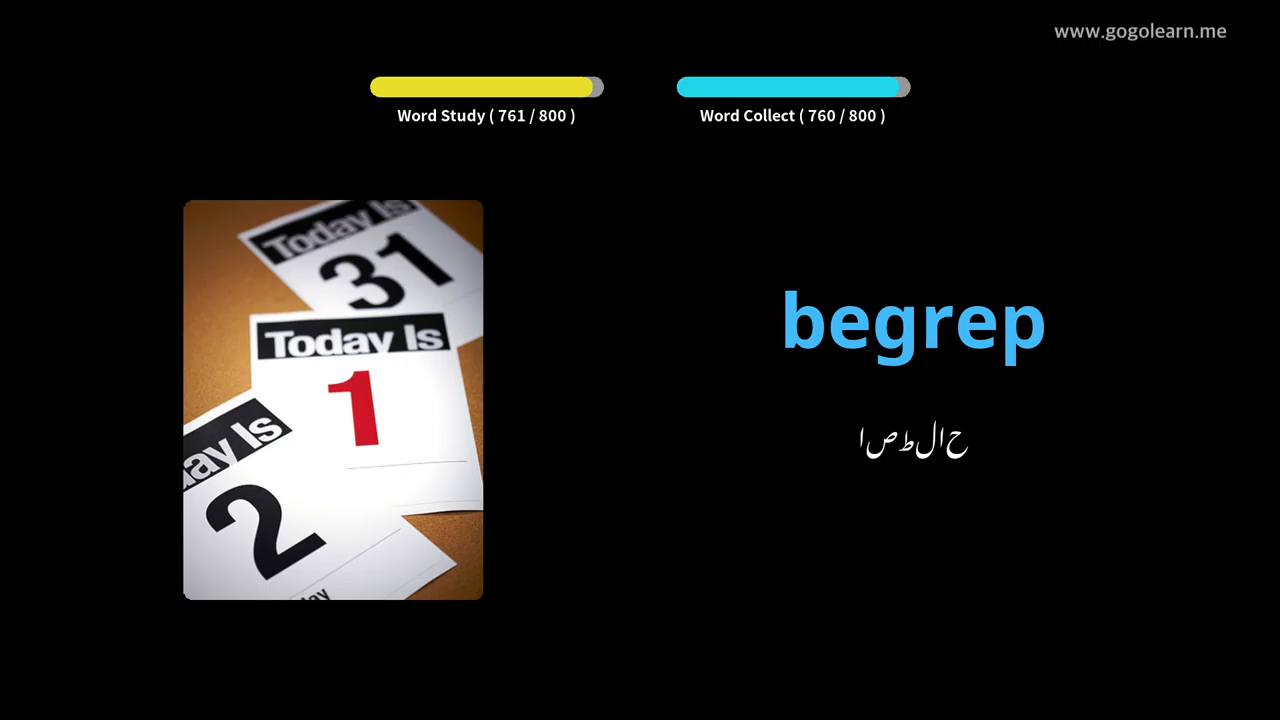 www.gogolearn.me
Word Study ( 761 / 800 )
Word Collect ( 760 / 800 )
Today Is
31
Today Is
1
day Is
2
day
begrep
اصطلاح